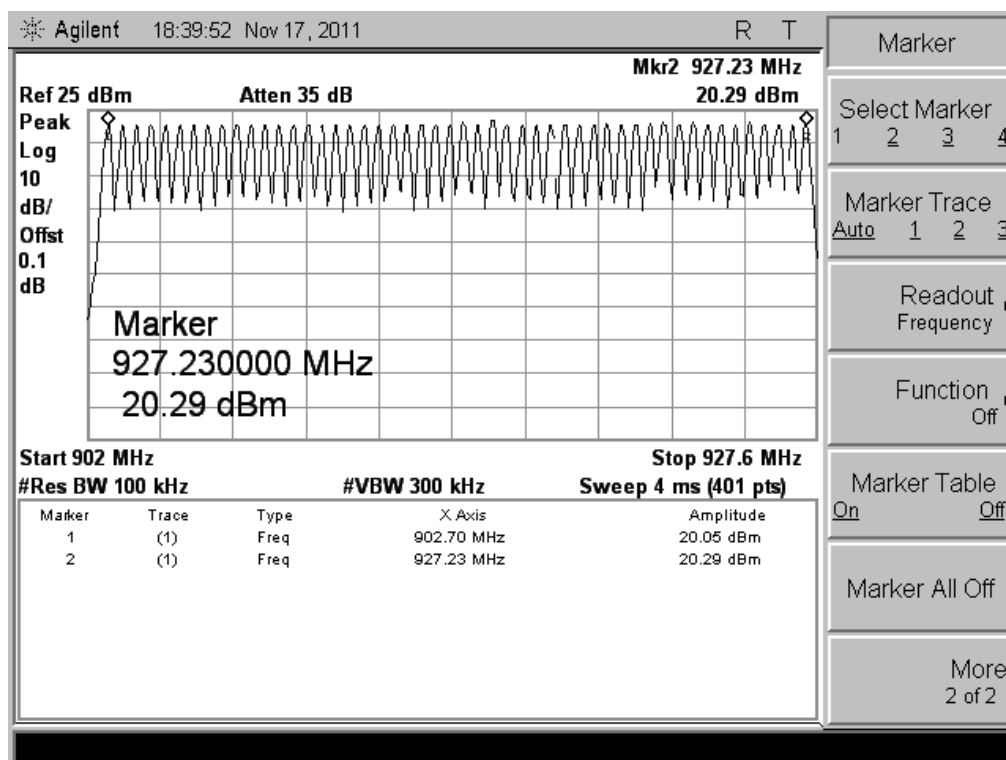 Agilent 18:39:52 Nov 17, 2011 R T
Mkr2 927.23 MHz
Ref 25 dBm Atten 35 dB 20.29 dBm
Peak
Log
10
dB/
Offst
0.1
dB
Marker
927.230000 MHz
20.29 dBm
Start 902 MHz Stop 927.6 MHz
#Res BW 100 kHz #VBW 300 kHz Sweep 4 ms (401 pts)
Marker Trace Type X Axis Amplitude
1 (1) Freq 902.70 MHz 20.05 dBm
2 (1) Freq 927.23 MHz 20.29 dBm
Marker
Select Marker
1 2 3 4
Marker Trace
Auto 1 2 3
Readout
Frequency
Function
Off
Marker Table
On Off
Marker All Off
More
2 of 2